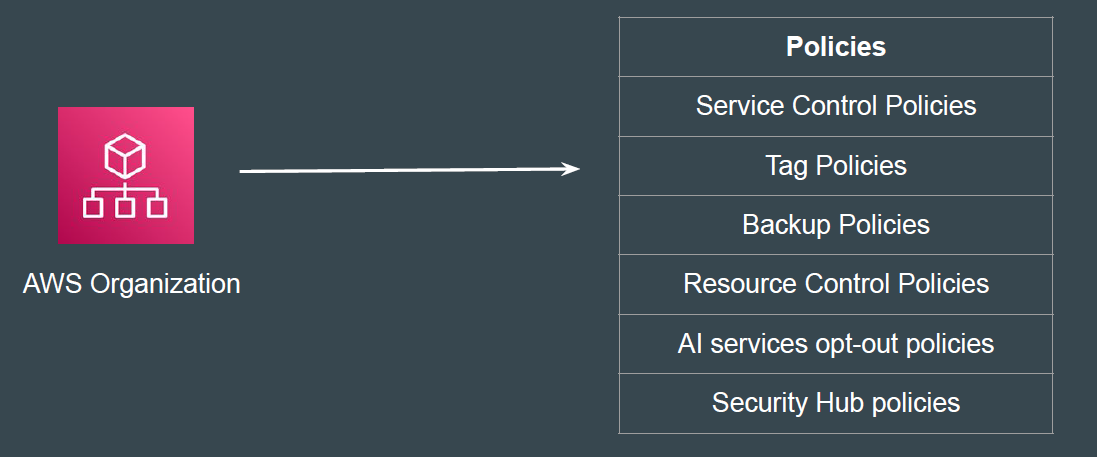 Policies
Service Control Policies
Tag Policies
Backup Policies
AWS Organization
Resource Control Policies
AI services opt-out policies
Security Hub policies